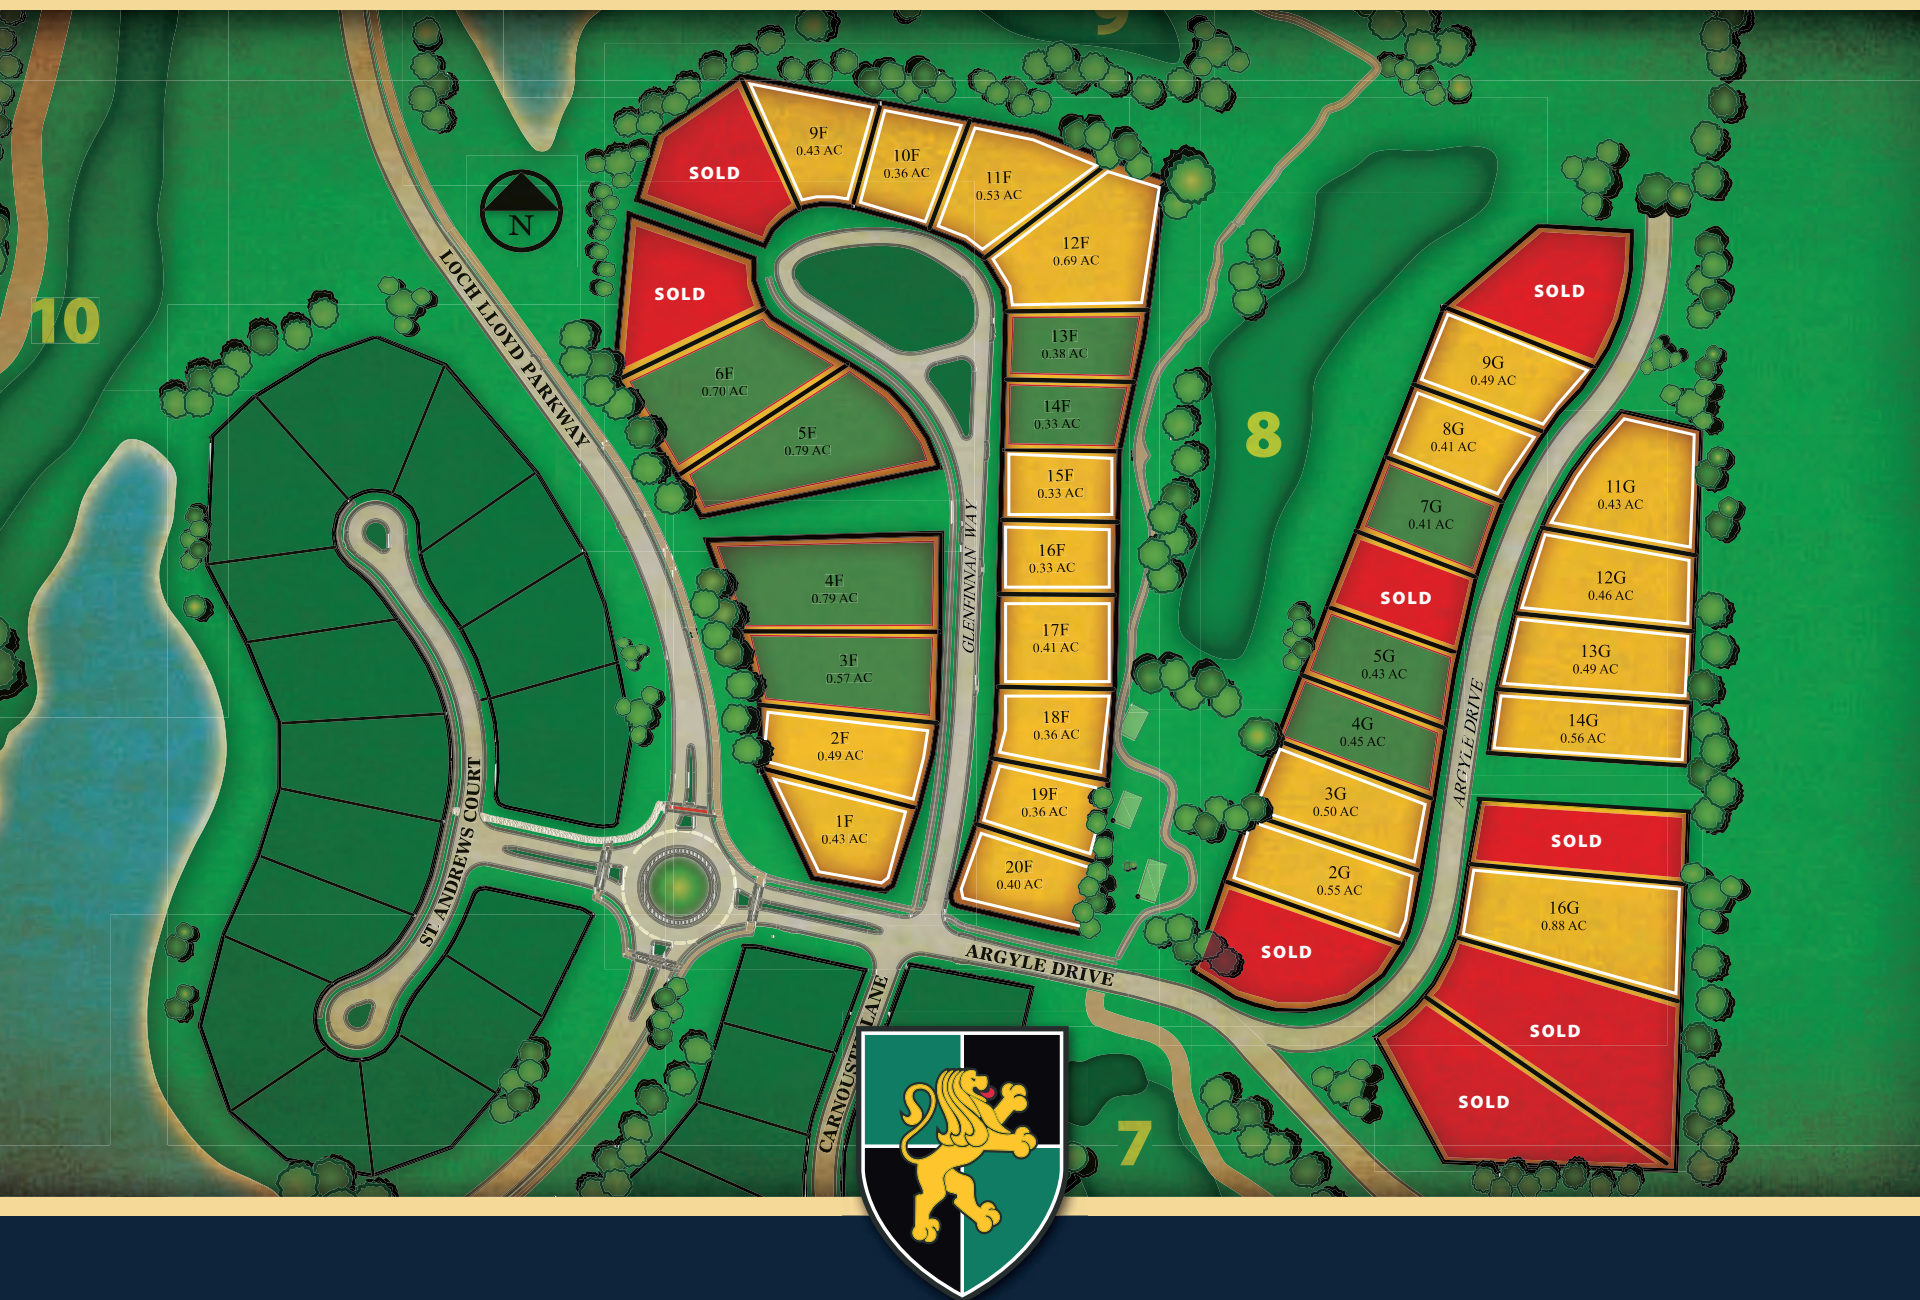 9
9F
0.43 AC
10F
0.36 AC
11F
0.53 AC
12F
0.69 AC
SOLD
SOLD
N
LOCH LLOYD PARKWAY
10
13F
0.38 AC
14F
0.33 AC
6F
0.70 AC
5F
0.79 AC
15F
0.33 AC
16F
0.33 AC
17F
0.41 AC
18F
0.36 AC
19F
0.36 AC
20F
0.40 AC
4F
0.79 AC
3F
0.57 AC
2F
0.49 AC
1F
0.43 AC
GLENFINNAN WAY
8
SOLD
9G
0.49 AC
8G
0.41 AC
7G
0.41 AC
SOLD
5G
0.43 AC
4G
0.45 AC
3G
0.50 AC
2G
0.55 AC
SOLD
11G
0.43 AC
12G
0.46 AC
13G
0.49 AC
14G
0.56 AC
ARGYLE DRIVE
SOLD
16G
0.88 AC
SOLD
SOLD
ST. ANDREWS COURT
ARGYLE DRIVE
LANE
7